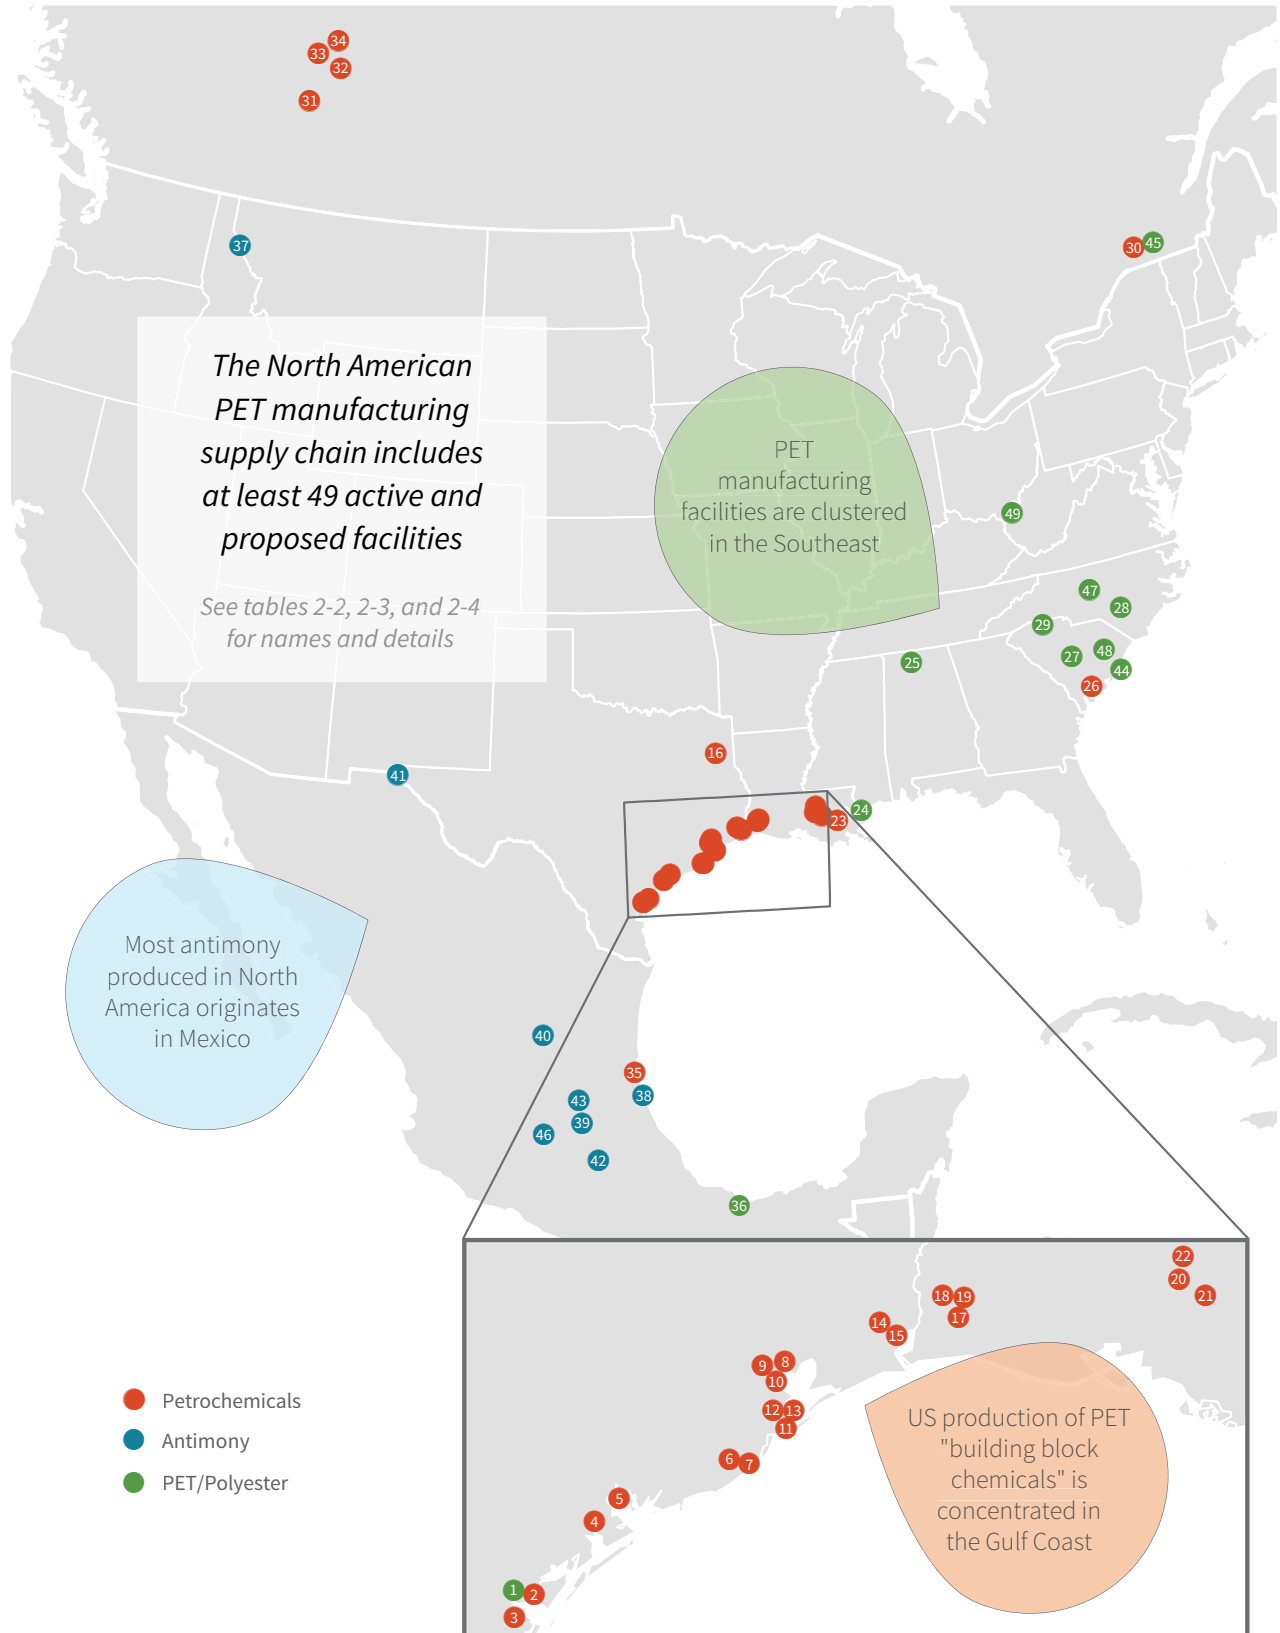 34
33
32
31
37
30
45
The North American
PET manufacturing
supply chain includes
at least 49 active and
proposed facilities
See tables 2-2, 2-3, and 2-4
for names and details
PET
manufacturing
facilities are clustered
in the Southeast
49
47
28
29
48
27
25
44
26
16
41
24
23
Most antimony
produced in North
America originates
in Mexico
40
35
38
43
39
46
42
36
22
20
21
18
19
17
14
15
8
9
10
12
13
11
6
7
5
4
1
2
3
US production of PET
"building block
chemicals" is
concentrated in
the Gulf Coast
Petrochemicals
Antimony
PET/Polyester